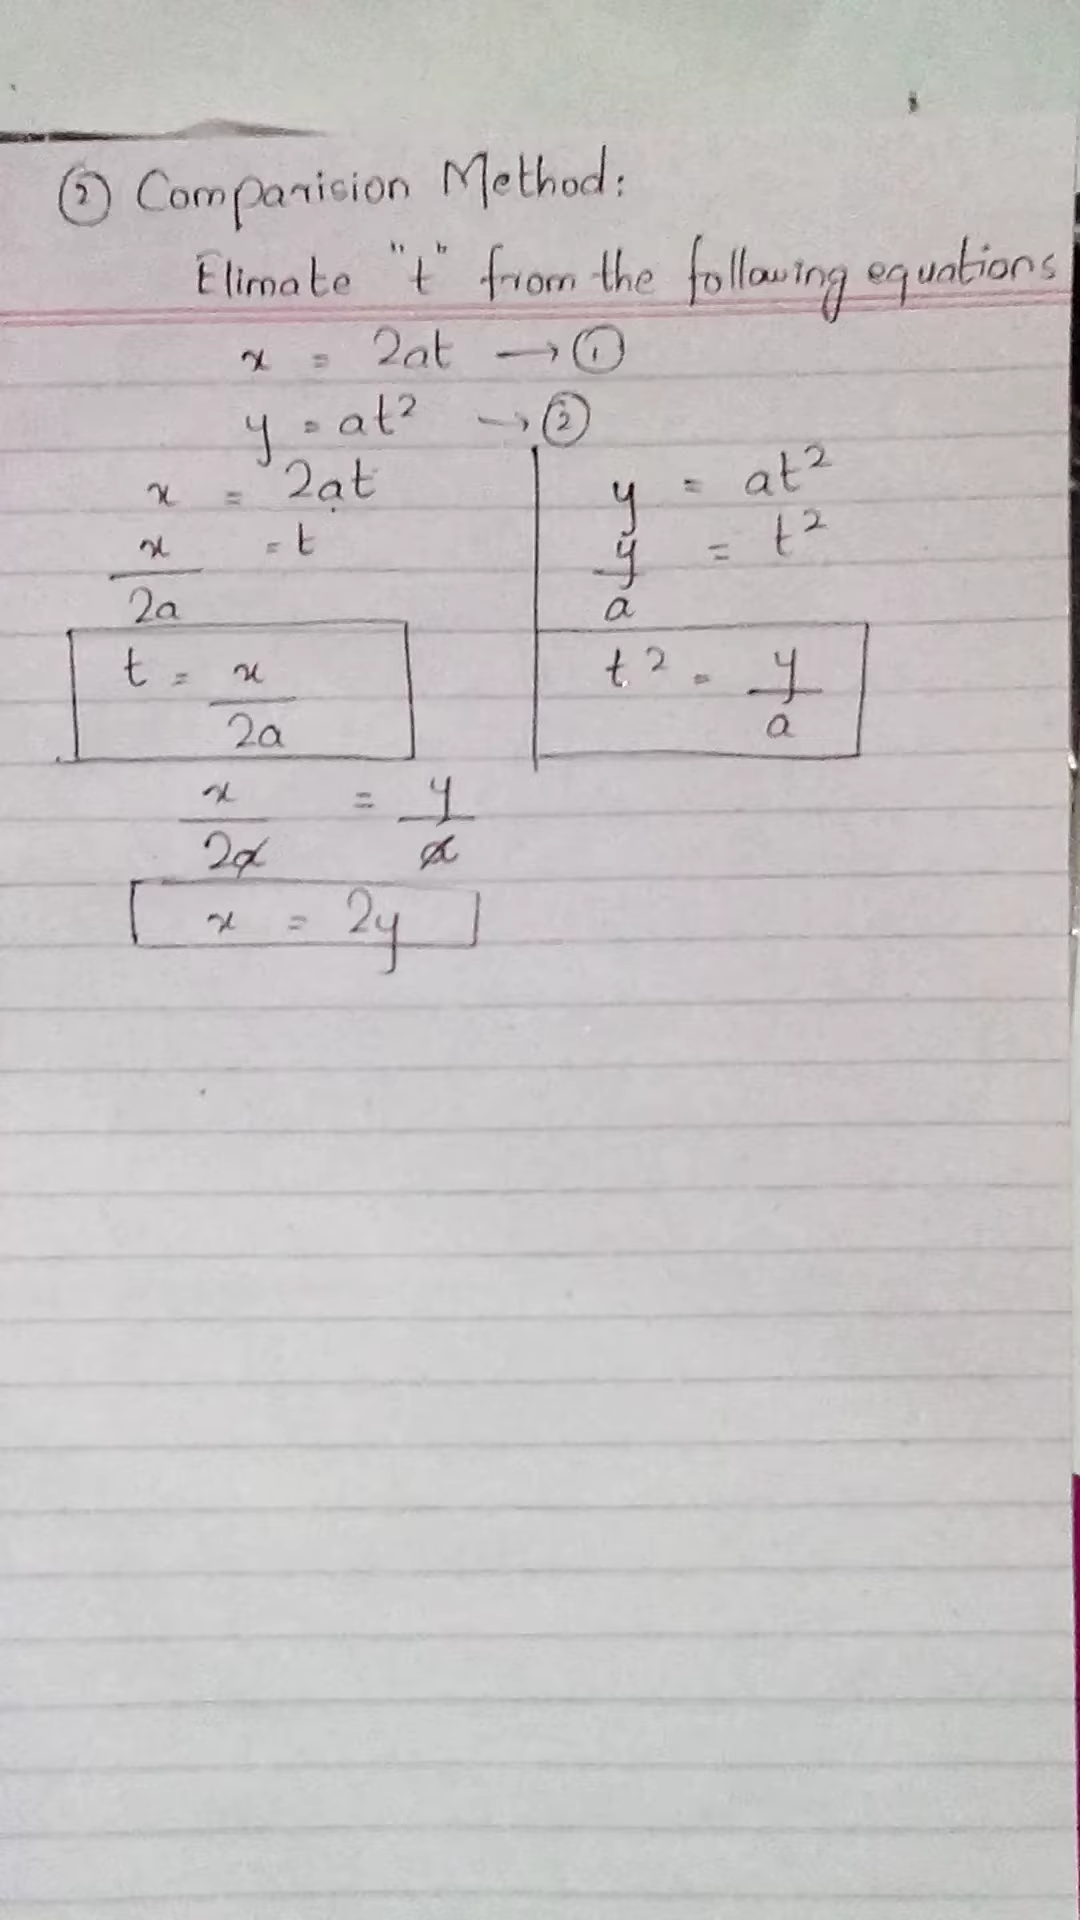 ② Comparision Method:
Elimate "t" from the following equations
x = 2at → ①
y = at² → ②
x = 2at
x/2a = t
t = x/2a
y = at²
y/a = t²
t² = y/a
x/2a = y/a
x = 2y